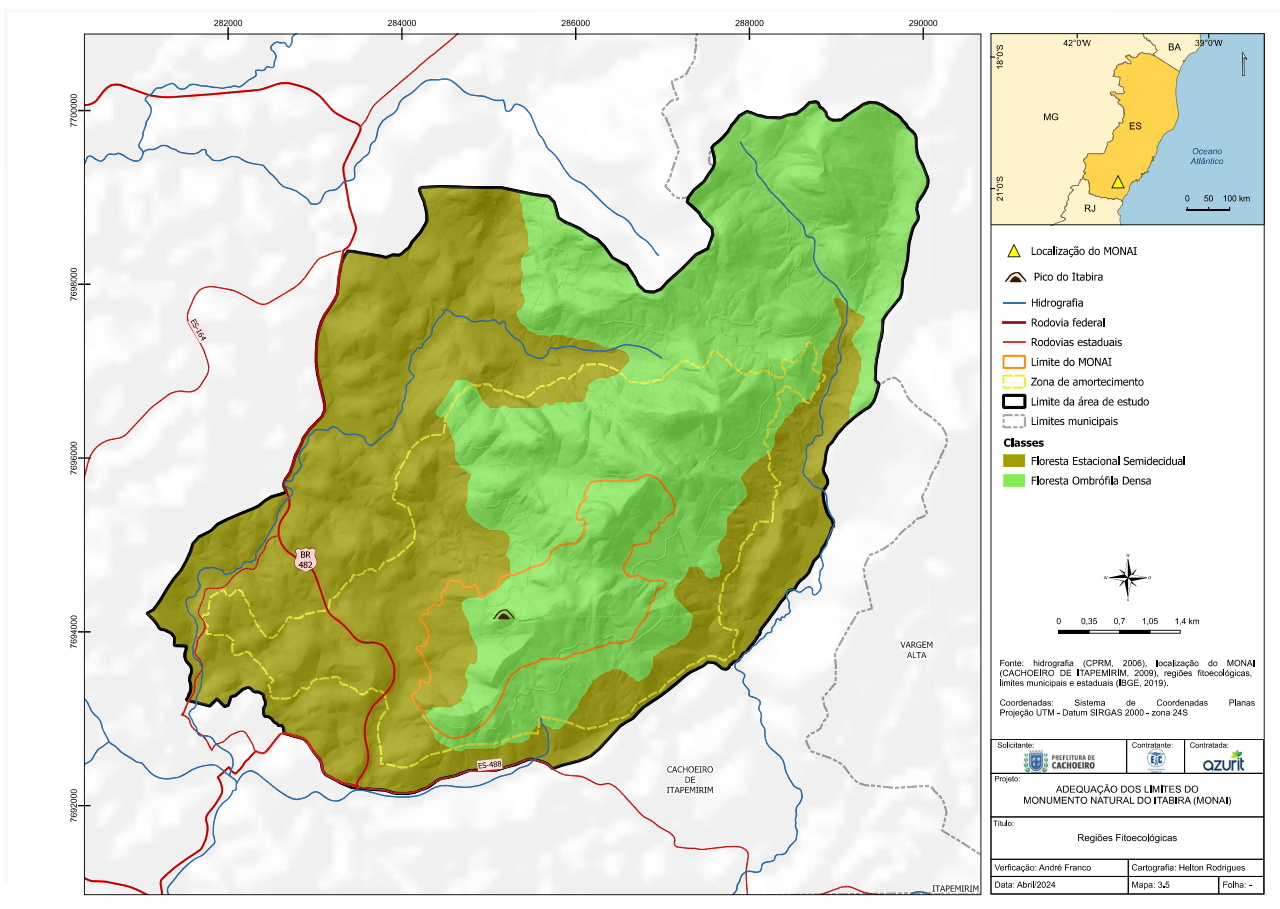 282000
284000
286000
288000
290000
7700000
7698000
7696000
7694000
7692000
ES-164
BR
482
ES-488
VARGEM
ALTA
CACHOEIRO
DE
ITAPEMIRIM
ITAPEMIRIM
42°0'W
39°0'W
18°0'S
21°0'S
BA
MG
ES
RJ
Oceano
Atlântico
0 50 100 km
Localização do MONAI
Pico do Itabira
Hidrografia
Rodovia federal
Rodovias estaduais
Limite do MONAI
Zona de amortecimento
Limite da área de estudo
Limites municipais
Classes
Floresta Estacional Semidecidual
Floresta Ombrófila Densa
N
W
O
S
0 0,35 0,7 1,05 1,4 km
Fonte: hidrografia (CPRM, 2006), localização do MONAI
(CACHOEIRO DE ITAPEMIRIM, 2009), regiões fitoecológicas,
limites municipais e estaduais (IBGE, 2019).
Coordenadas: Sistema de Coordenadas Planas
Projeção UTM - Datum SIRGAS 2000 - zona 24S
Solicitante:
PREFEITURA DE
CACHOEIRO
Contratante:
Contratada:
azurit
Projeto:
ADEQUAÇÃO DOS LIMITES DO
MONUMENTO NATURAL DO ITABIRA (MONAI)
Título:
Regiões Fitoecológicas
Verficação: André Franco
Cartografia: Helton Rodrigues
Data: Abril/2024
Mapa: 3.5
Folha: -